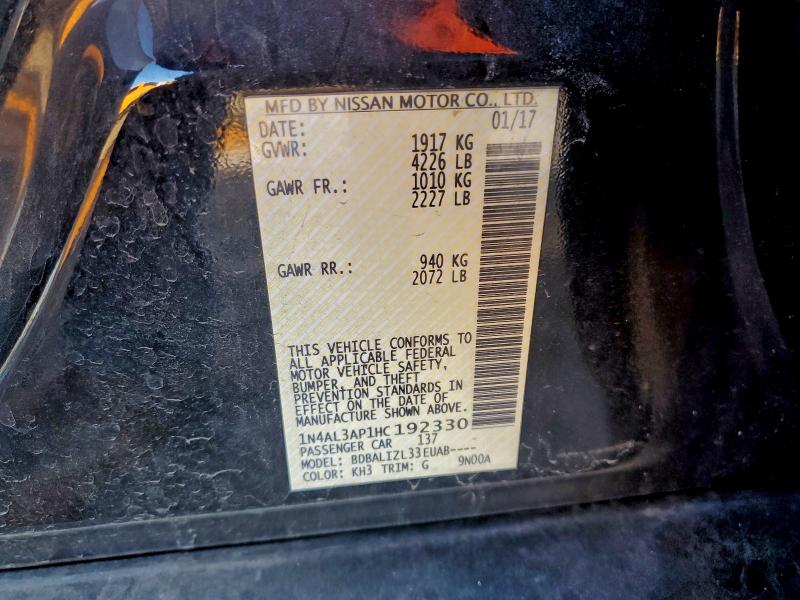 MFD BY NISSAN MOTOR CO., LTD.
DATE: 01/17
GVWR: 1917 KG
4226 LB
GAWR FR.: 1010 KG
2227 LB
GAWR RR.: 940 KG
2072 LB
THIS VEHICLE CONFORMS TO
ALL APPLICABLE FEDERAL
MOTOR VEHICLE SAFETY,
BUMPER, AND THEFT
PREVENTION STANDARDS IN
EFFECT ON THE DATE OF
MANUFACTURE SHOWN ABOVE.
1N4AL3AP1HC192330
PASSENGER CAR 137
MODEL: BDBALIZL33EUAB----
COLOR: KH3 TRIM: G 9N00A